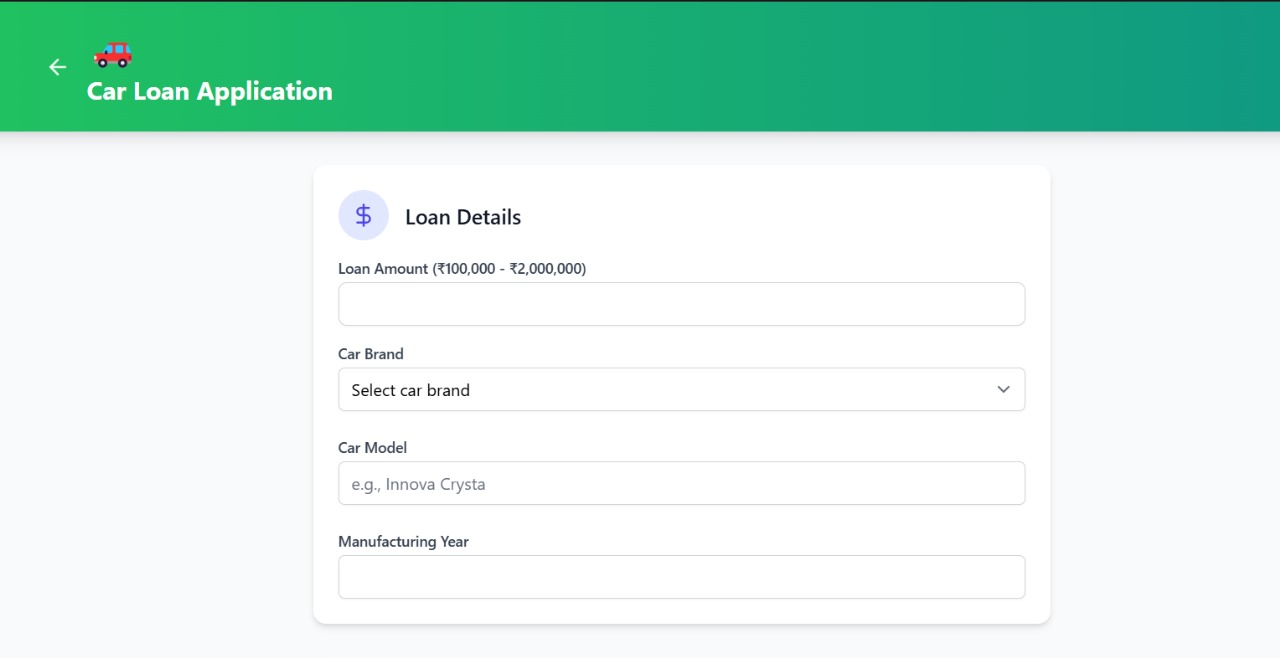 Car Loan Application
$
Loan Details
Loan Amount (₹100,000 - ₹2,000,000)
Car Brand
Select car brand
Car Model
e.g., Innova Crysta
Manufacturing Year